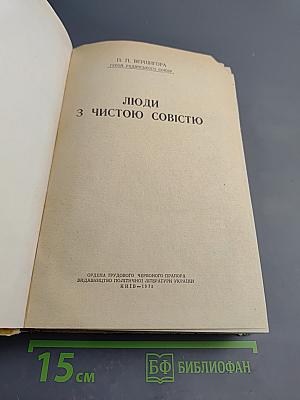 П. П. ВЕРШИГОРА
ГЕРОЙ РАДЯНСЬКОГО СОЮЗУ
ЛЮДИ
З ЧИСТОЮ СОВІСТЮ
ОРДЕНА ТРУДОВОГО ЧЕРВОНОГО ПРАПОРА
ВИДАВНИЦТВО ПОЛІТИЧНОЇ ЛІТЕРАТУРИ УКРАЇНИ
КИЇВ—1973
15 СМ
БФ БИБЛИОФАН